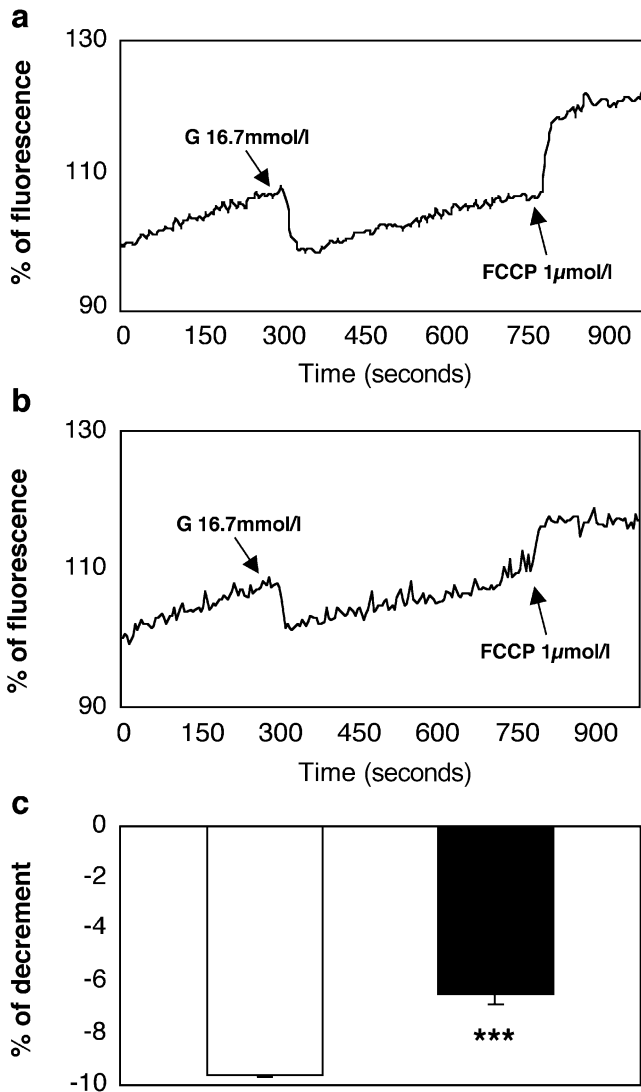 a
130
110
90
% of fluorescence
G 16.7mmol/l
FCCP 1µmol/l
0 150 300 450 600 750 900
Time (seconds)
b
130
110
90
% of fluorescence
G 16.7mmol/l
FCCP 1µmol/l
0 150 300 450 600 750 900
Time (seconds)
c
0
-2
-4
-6
-8
-10
% of decrement
***